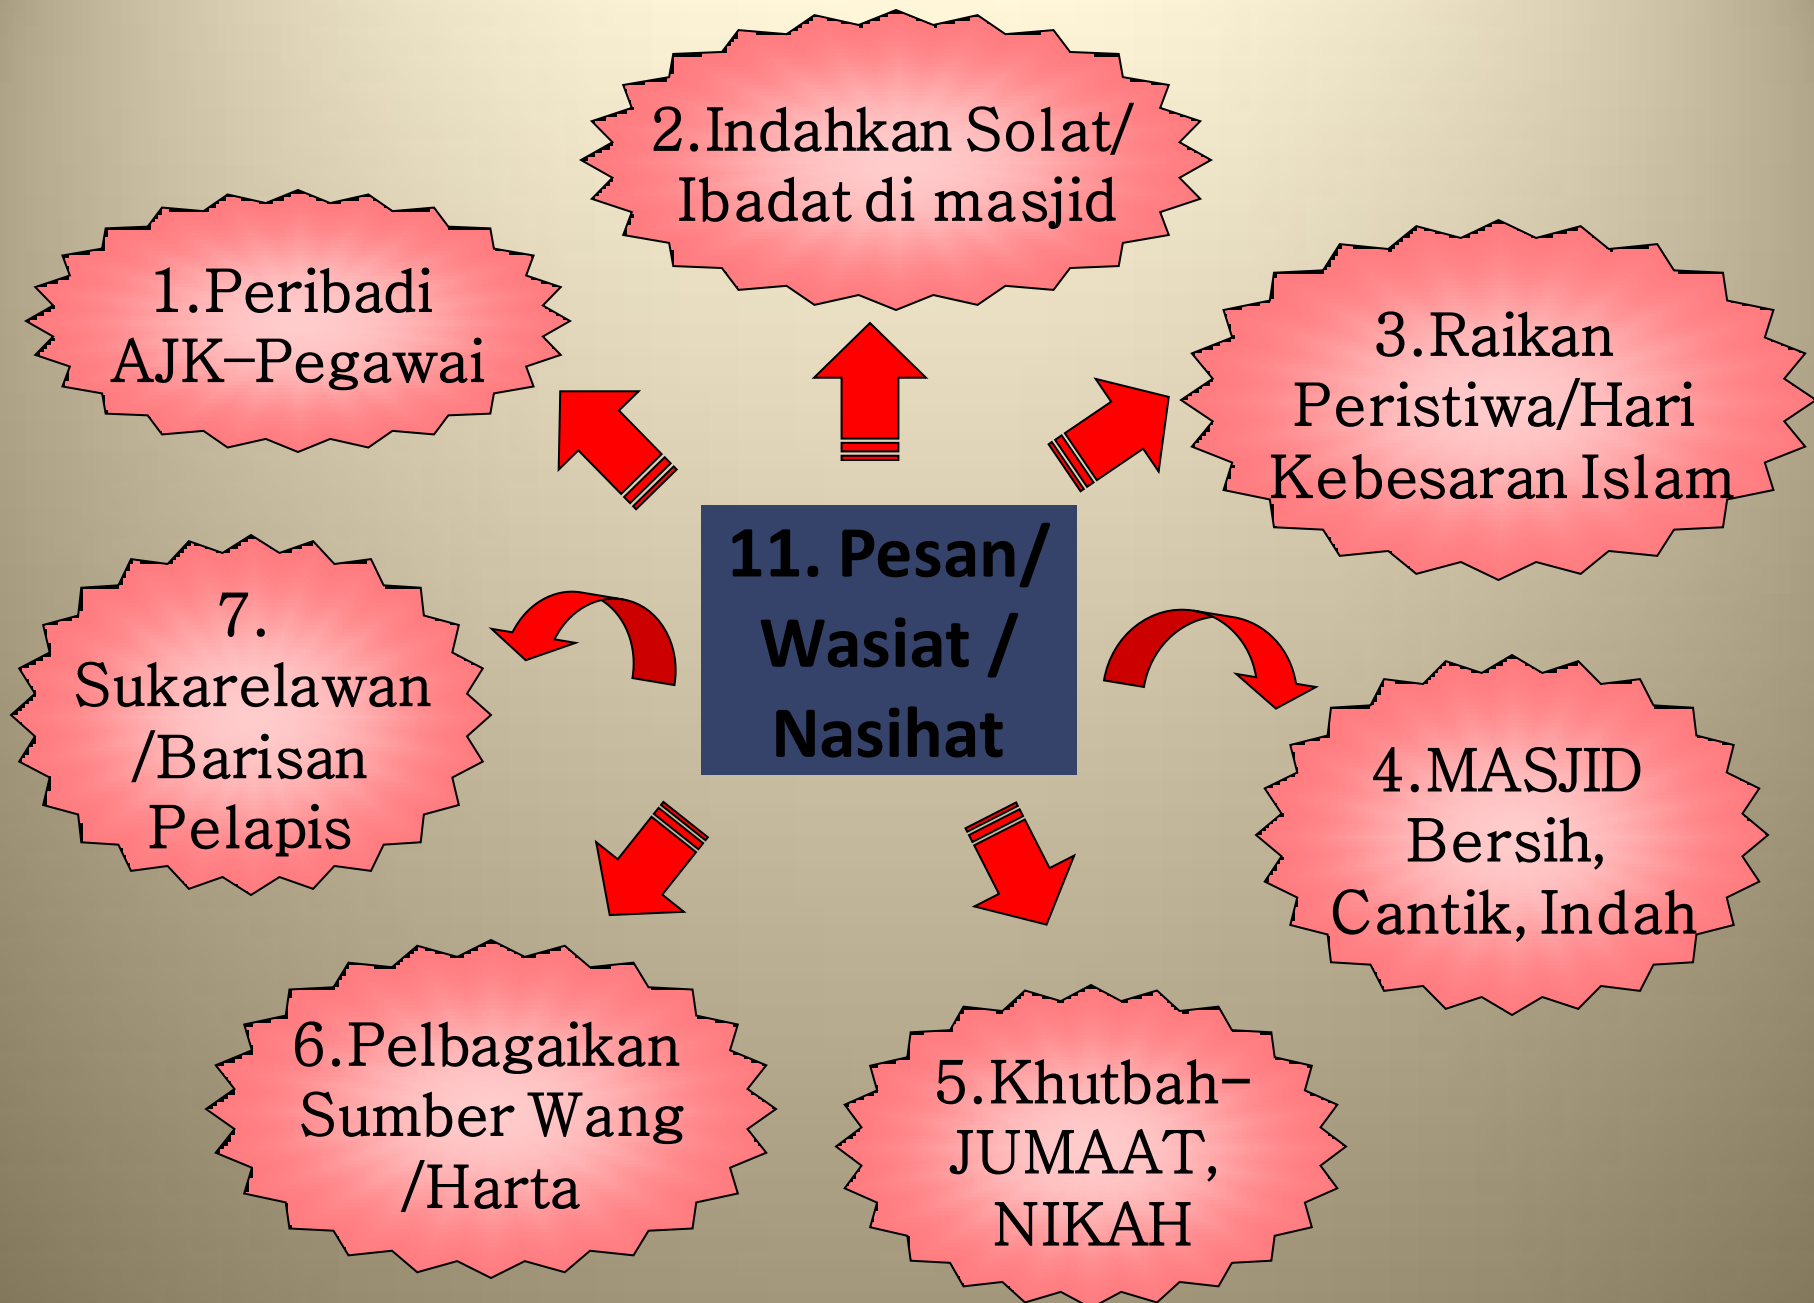 11. Pesan/
Wasiat /
Nasihat
1.Peribadi
AJK-Pegawai
2.Indahkan Solat/
Ibadat di masjid
3.Raikan
Peristiwa/Hari
Kebesaran Islam
4.MASJID
Bersih,
Cantik, Indah
5.Khutbah-
JUMAAT,
NIKAH
6.Pelbagaikan
Sumber Wang
/Harta
7.
Sukarelawan
/Barisan
Pelapis